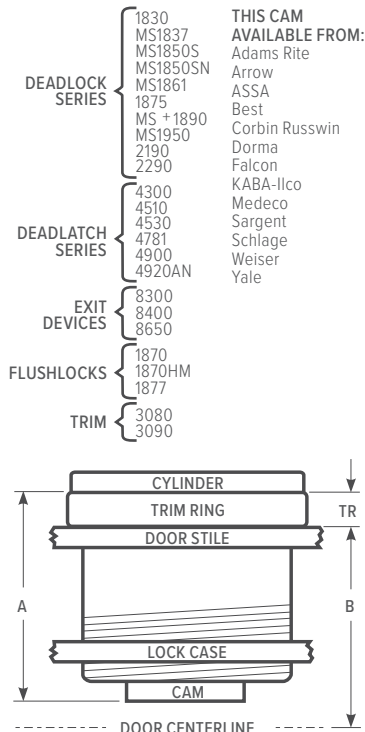 DEADLOCK SERIES
1830
MS1837
MS1850S
MS1850SN
MS1861
1875
MS + 1890
MS1950
2190
2290
DEADLATCH SERIES
4300
4510
4530
4781
4900
4920AN
EXIT DEVICES
8300
8400
8650
FLUSHLOCKS
1870
1870HM
1877
TRIM
3080
3090
THIS CAM
AVAILABLE FROM:
Adams Rite
Arrow
ASSA
Best
Corbin Russwin
Dorma
Falcon
KABA-Ilco
Medeco
Sargent
Schlage
Weiser
Yale
CYLINDER
TRIM RING
TR
DOOR STILE
A
B
LOCK CASE
CAM
DOOR CENTERLINE